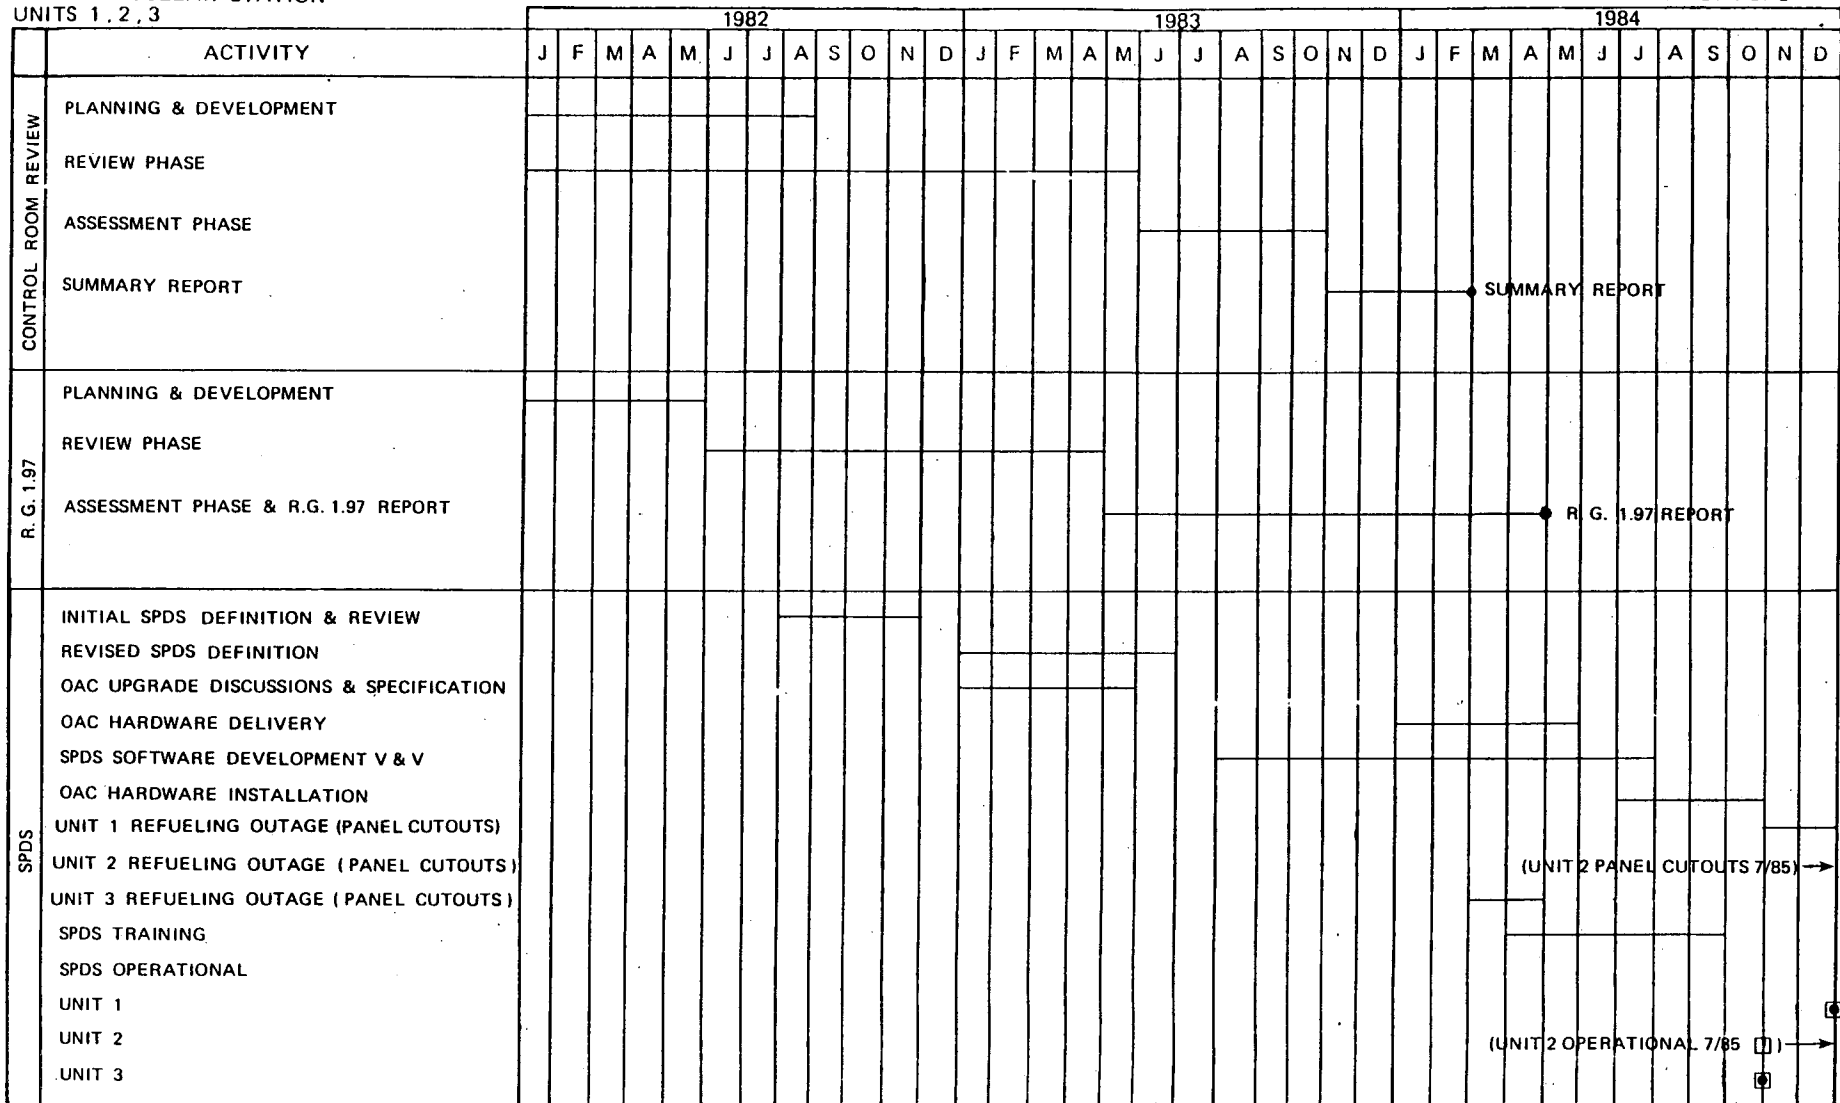 STATION
UNITS 1, 2, 3
1982 1983 1984
ACTIVITY J F M A M J J A S O N D J F M A M J J A S O N D J F M A M J J A S O N D
CONTROL ROOM REVIEW
PLANNING & DEVELOPMENT
REVIEW PHASE
ASSESSMENT PHASE
SUMMARY REPORT SUMMARY REPORT
R. G. 1.97
PLANNING & DEVELOPMENT
REVIEW PHASE
ASSESSMENT PHASE & R.G. 1.97 REPORT R. G. 1.97 REPORT
SPDS
INITIAL SPDS DEFINITION & REVIEW
REVISED SPDS DEFINITION
OAC UPGRADE DISCUSSIONS & SPECIFICATION
OAC HARDWARE DELIVERY
SPDS SOFTWARE DEVELOPMENT V & V
OAC HARDWARE INSTALLATION
UNIT 1 REFUELING OUTAGE (PANEL CUTOUTS)
UNIT 2 REFUELING OUTAGE (PANEL CUTOUTS) (UNIT 2 PANEL CUTOUTS 7/85)
UNIT 3 REFUELING OUTAGE (PANEL CUTOUTS)
SPDS TRAINING
SPDS OPERATIONAL
UNIT 1
UNIT 2 (UNIT 2 OPERATIONAL 7/85 )
UNIT 3